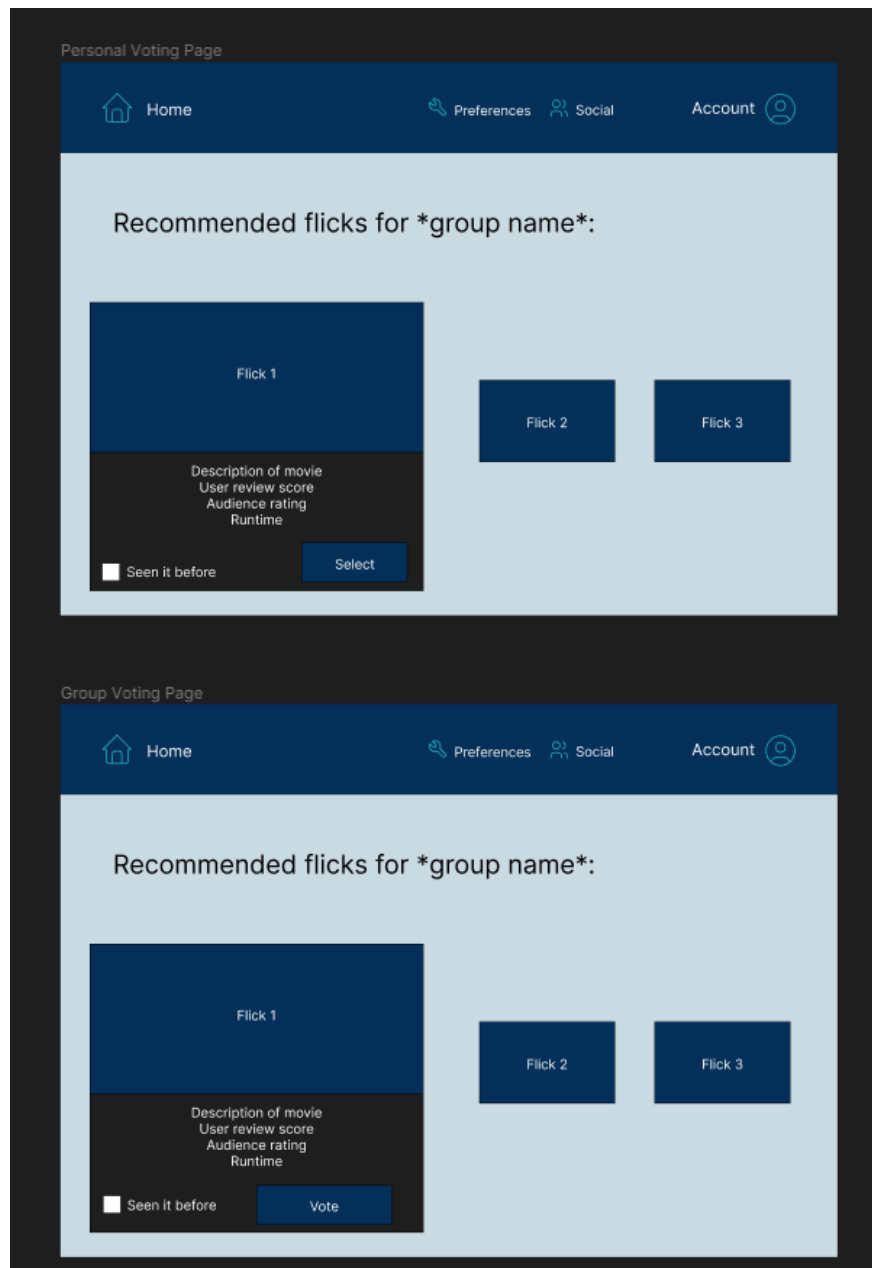 Personal Voting Page
Home Preferences Social Account
Recommended flicks for *group name*:
Flick 1
Flick 2
Flick 3
Description of movie
User review score
Audience rating
Runtime
Seen it before
Select
Group Voting Page
Home Preferences Social Account
Recommended flicks for *group name*:
Flick 1
Flick 2
Flick 3
Description of movie
User review score
Audience rating
Runtime
Seen it before
Vote